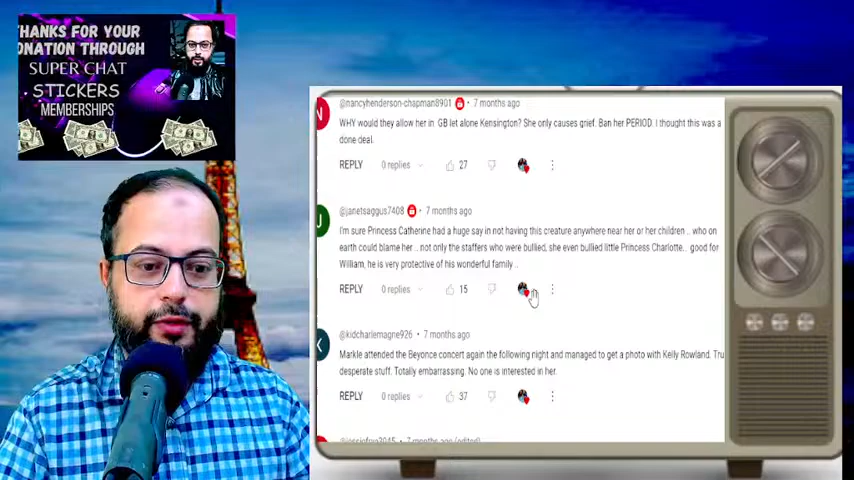 THANKS FOR YOUR
ONATION THROUGH
SUPER CHAT
STICKERS
MEMBERSHIPS
@nancyhenderson-chapman8901 • 7 months ago
WHY would they allow her in GB let alone Kensington? She only causes grief. Ban her PERIOD. I thought this was a
done deal.
REPLY 0 replies 27
J
@janetsaggus7408 • 7 months ago
I'm sure Princess Catherine had a huge say in not having this creature anywhere near her or her children .. who on
earth could blame her .. not only the staffers who were bullied, she even bullied little Princess Charlotte.. good for
William, he is very protective of his wonderful family ..
REPLY 0 replies 15
K
@kidcharlemagne926 • 7 months ago
Markle attended the Beyonce concert again the following night and managed to get a photo with Kelly Rowland. Tru
desperate stuff. Totally embarrassing. No one is interested in her.
REPLY 0 replies 37
7 months ago (edited)